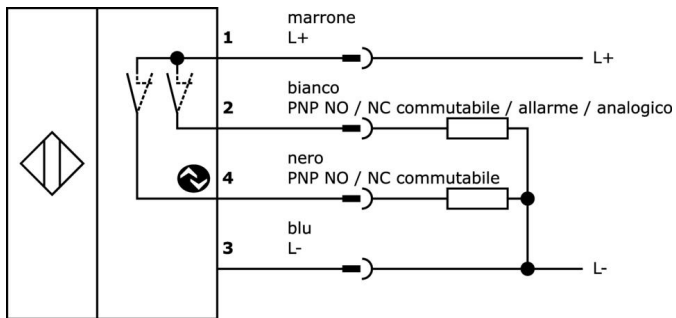 marrone
1 L+
L+
bianco
2 PNP NO / NC commutabile / allarme / analogico
nero
4 PNP NO / NC commutabile
blu
3 L-
L-